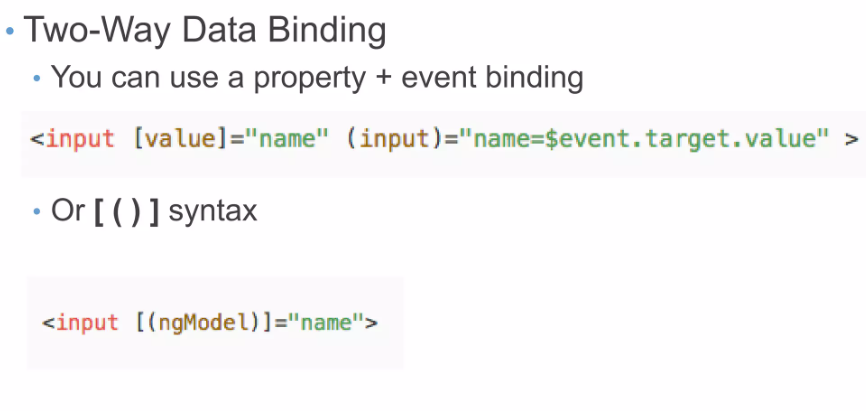 • Two-Way Data Binding
• You can use a property + event binding
<input [value]="name" (input)="name=$event.target.value" >
• Or [ ( ) ] syntax
<input [(ngModel)]="name">